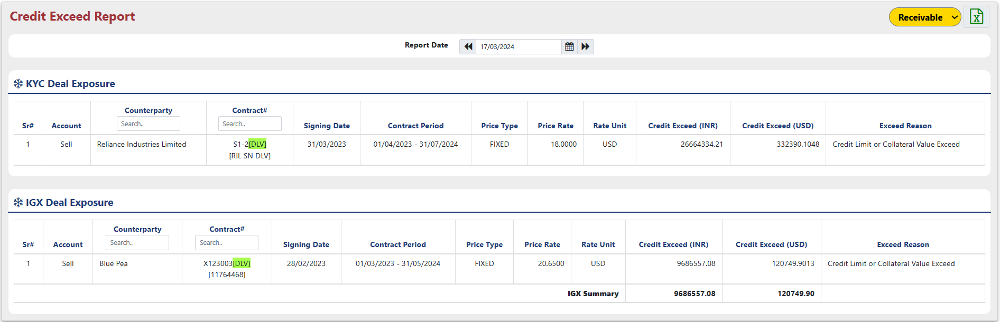 Credit Exceed Report
Receivable
Report Date
17/03/2024
KYC Deal Exposure
Sr# Account Counterparty Contract# Signing Date Contract Period Price Type Price Rate Rate Unit Credit Exceed (INR) Credit Exceed (USD) Exceed Reason
Search.. Search..
1 Sell Reliance Industries Limited S1-2[DLV] 31/03/2023 01/04/2023 - 31/07/2024 FIXED 18.0000 USD 26664334.21 332390.1048 Credit Limit or Collateral Value Exceed
[RIL SN DLV]
IGX Deal Exposure
Sr# Account Counterparty Contract# Signing Date Contract Period Price Type Price Rate Rate Unit Credit Exceed (INR) Credit Exceed (USD) Exceed Reason
Search.. Search..
1 Sell Blue Pea X123003[DLV] 28/02/2023 01/03/2023 - 31/05/2024 FIXED 20.6500 USD 9686557.08 120749.9013 Credit Limit or Collateral Value Exceed
[11764468]
IGX Summary 9686557.08 120749.90